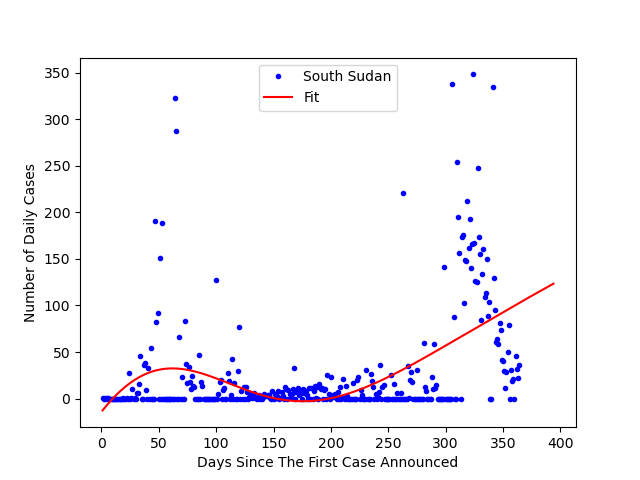 South Sudan
Fit
Number of Daily Cases
350
300
250
200
150
100
50
0
0 50 100 150 200 250 300 350 400
Days Since The First Case Announced